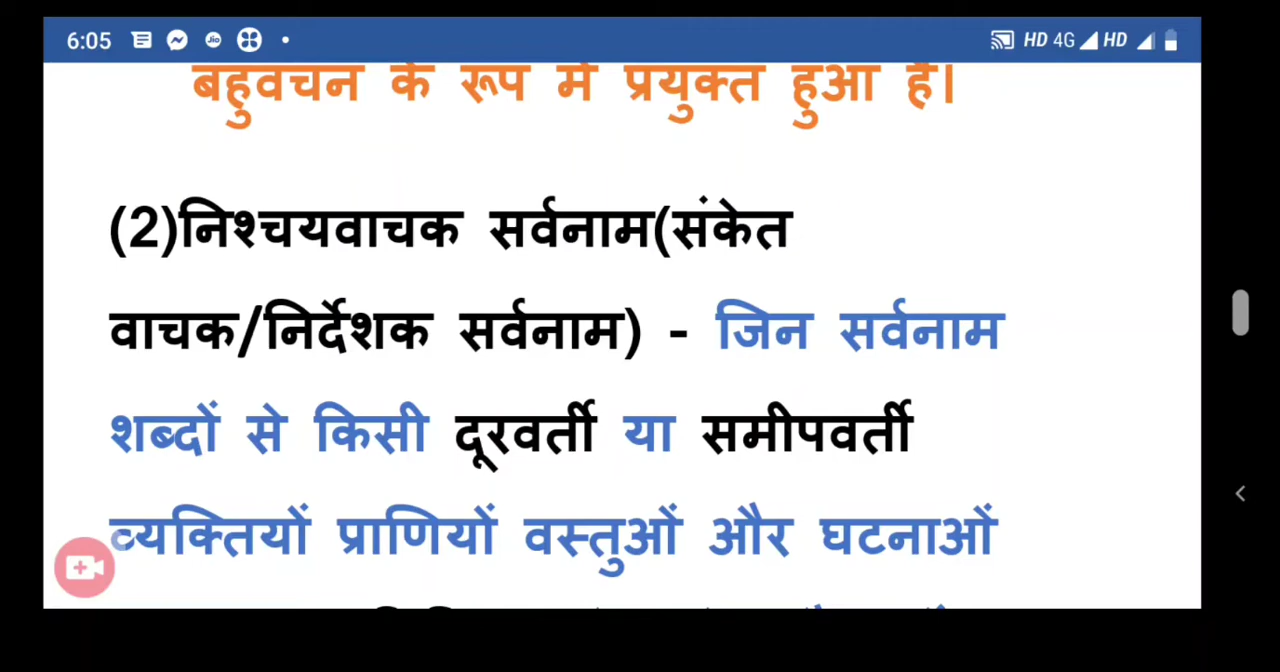 6:05 HD 4G HD
बहुवचन के रूप में प्रयुक्त हुआ है।
(2)निश्चयवाचक सर्वनाम(संकेत
वाचक/निर्देशक सर्वनाम) - जिन सर्वनाम
शब्दों से किसी दूरवर्ती या समीपवर्ती
व्यक्तियों प्राणियों वस्तुओं और घटनाओं